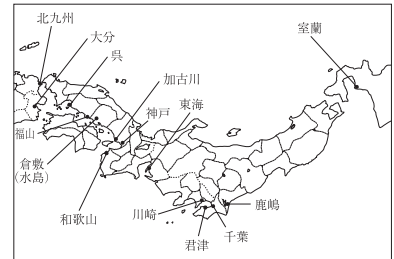 北九州
大分
呉
加古川
神戸
東海
室蘭
福山
倉敷
(水島)
和歌山
川崎
君津
千葉
鹿嶋